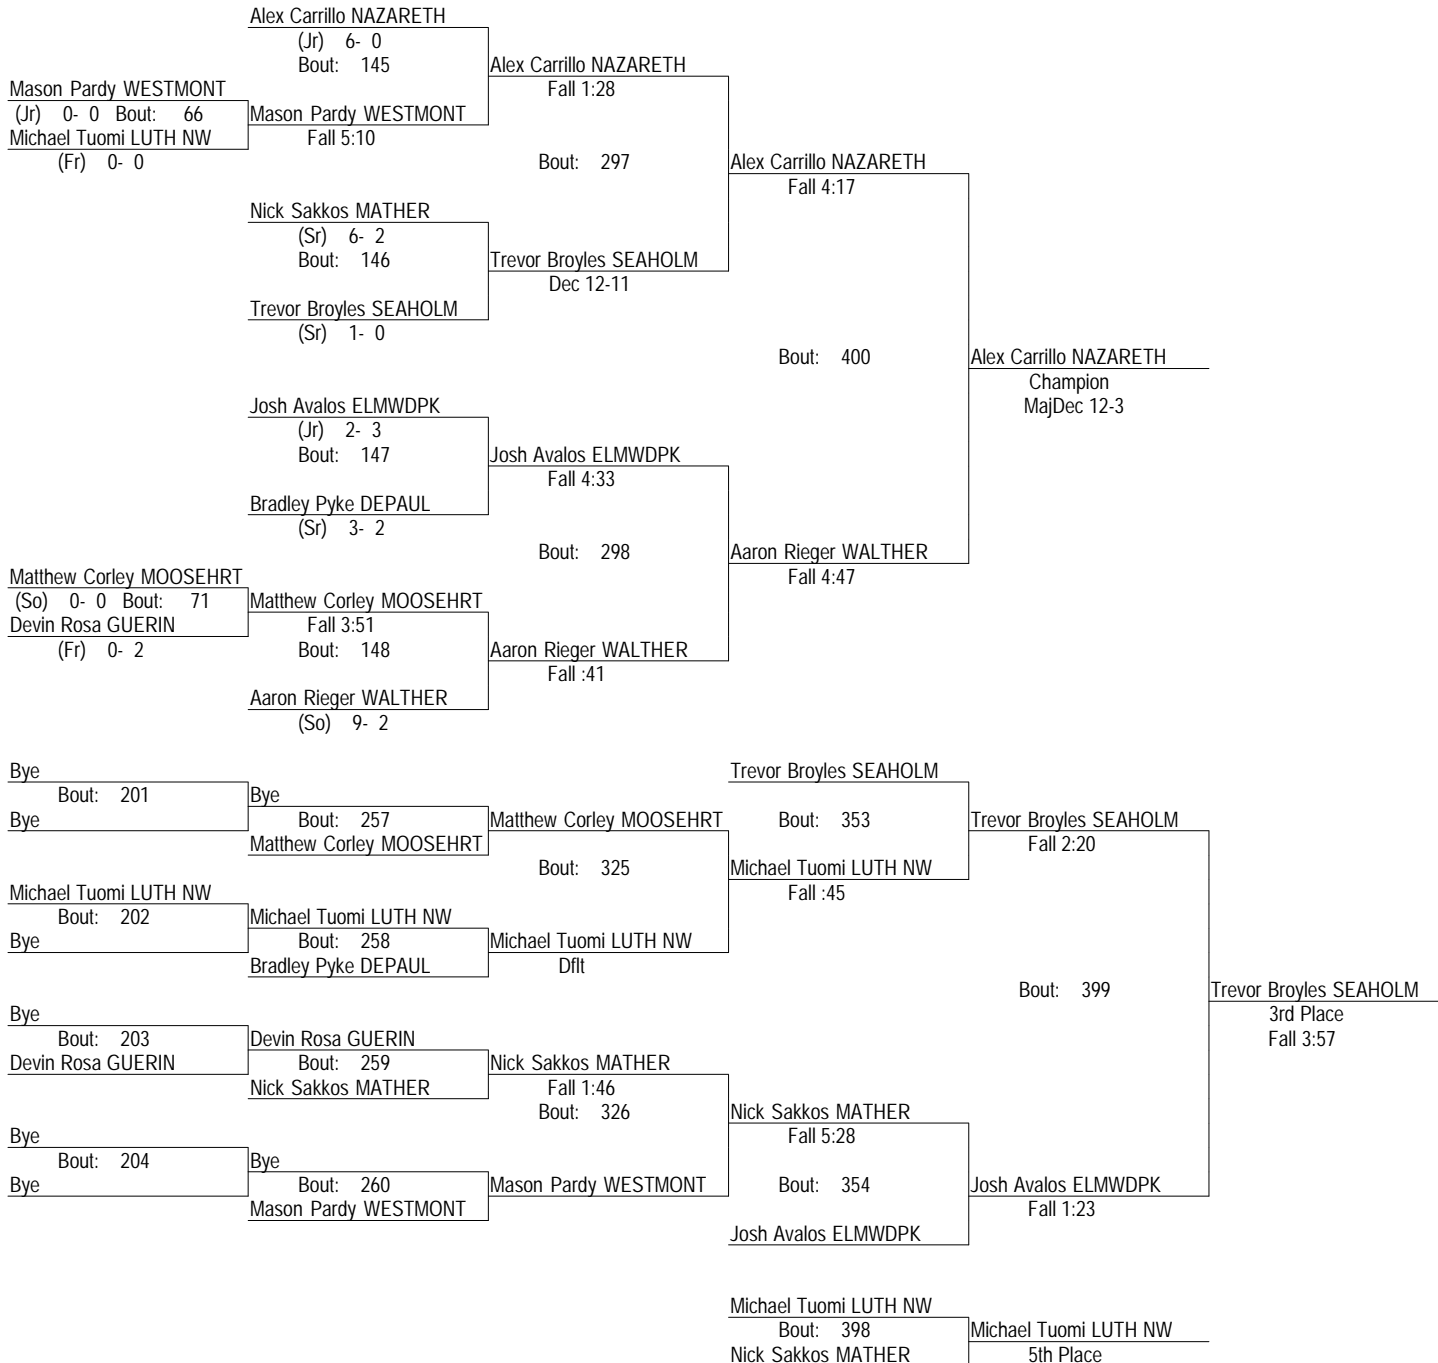 Alex Carrillo NAZARETH
(Jr) 6- 0
Bout: 145
Alex Carrillo NAZARETH
Fall 1:28
Mason Pardy WESTMONT
(Jr) 0- 0 Bout: 66
Mason Pardy WESTMONT
Michael Tuomi LUTH NW
Fall 5:10
(Fr) 0- 0
Bout: 297
Alex Carrillo NAZARETH
Fall 4:17
Nick Sakkos MATHER
(Sr) 6- 2
Bout: 146
Trevor Broyles SEAHOLM
Dec 12-11
Trevor Broyles SEAHOLM
(Sr) 1- 0
Bout: 400
Alex Carrillo NAZARETH
Champion
MajDec 12-3
Josh Avalos ELMWDPK
(Jr) 2- 3
Bout: 147
Josh Avalos ELMWDPK
Fall 4:33
Bradley Pyke DEPAUL
(Sr) 3- 2
Bout: 298
Aaron Rieger WALTHER
Fall 4:47
Matthew Corley MOOSEHRT
(So) 0- 0 Bout: 71
Matthew Corley MOOSEHRT
Devin Rosa GUERIN
Fall 3:51
(Fr) 0- 2
Bout: 148
Aaron Rieger WALTHER
Fall :41
Aaron Rieger WALTHER
(So) 9- 2
Bye
Trevor Broyles SEAHOLM
Bout: 201
Bye
Bye
Bout: 257
Matthew Corley MOOSEHRT
Bout: 353
Trevor Broyles SEAHOLM
Matthew Corley MOOSEHRT
Fall 2:20
Bout: 325
Michael Tuomi LUTH NW
Michael Tuomi LUTH NW
Fall :45
Bout: 202
Michael Tuomi LUTH NW
Bye
Bout: 258
Michael Tuomi LUTH NW
Bradley Pyke DEPAUL
Dflt
Bout: 399
Trevor Broyles SEAHOLM
3rd Place
Fall 3:57
Bye
Bout: 203
Devin Rosa GUERIN
Devin Rosa GUERIN
Bout: 259
Nick Sakkos MATHER
Nick Sakkos MATHER
Fall 1:46
Bout: 326
Nick Sakkos MATHER
Fall 5:28
Bye
Bout: 204
Bye
Bye
Bout: 260
Mason Pardy WESTMONT
Bout: 354
Josh Avalos ELMWDPK
Mason Pardy WESTMONT
Fall 1:23
Josh Avalos ELMWDPK
Michael Tuomi LUTH NW
Bout: 398
Michael Tuomi LUTH NW
Nick Sakkos MATHER
5th Place